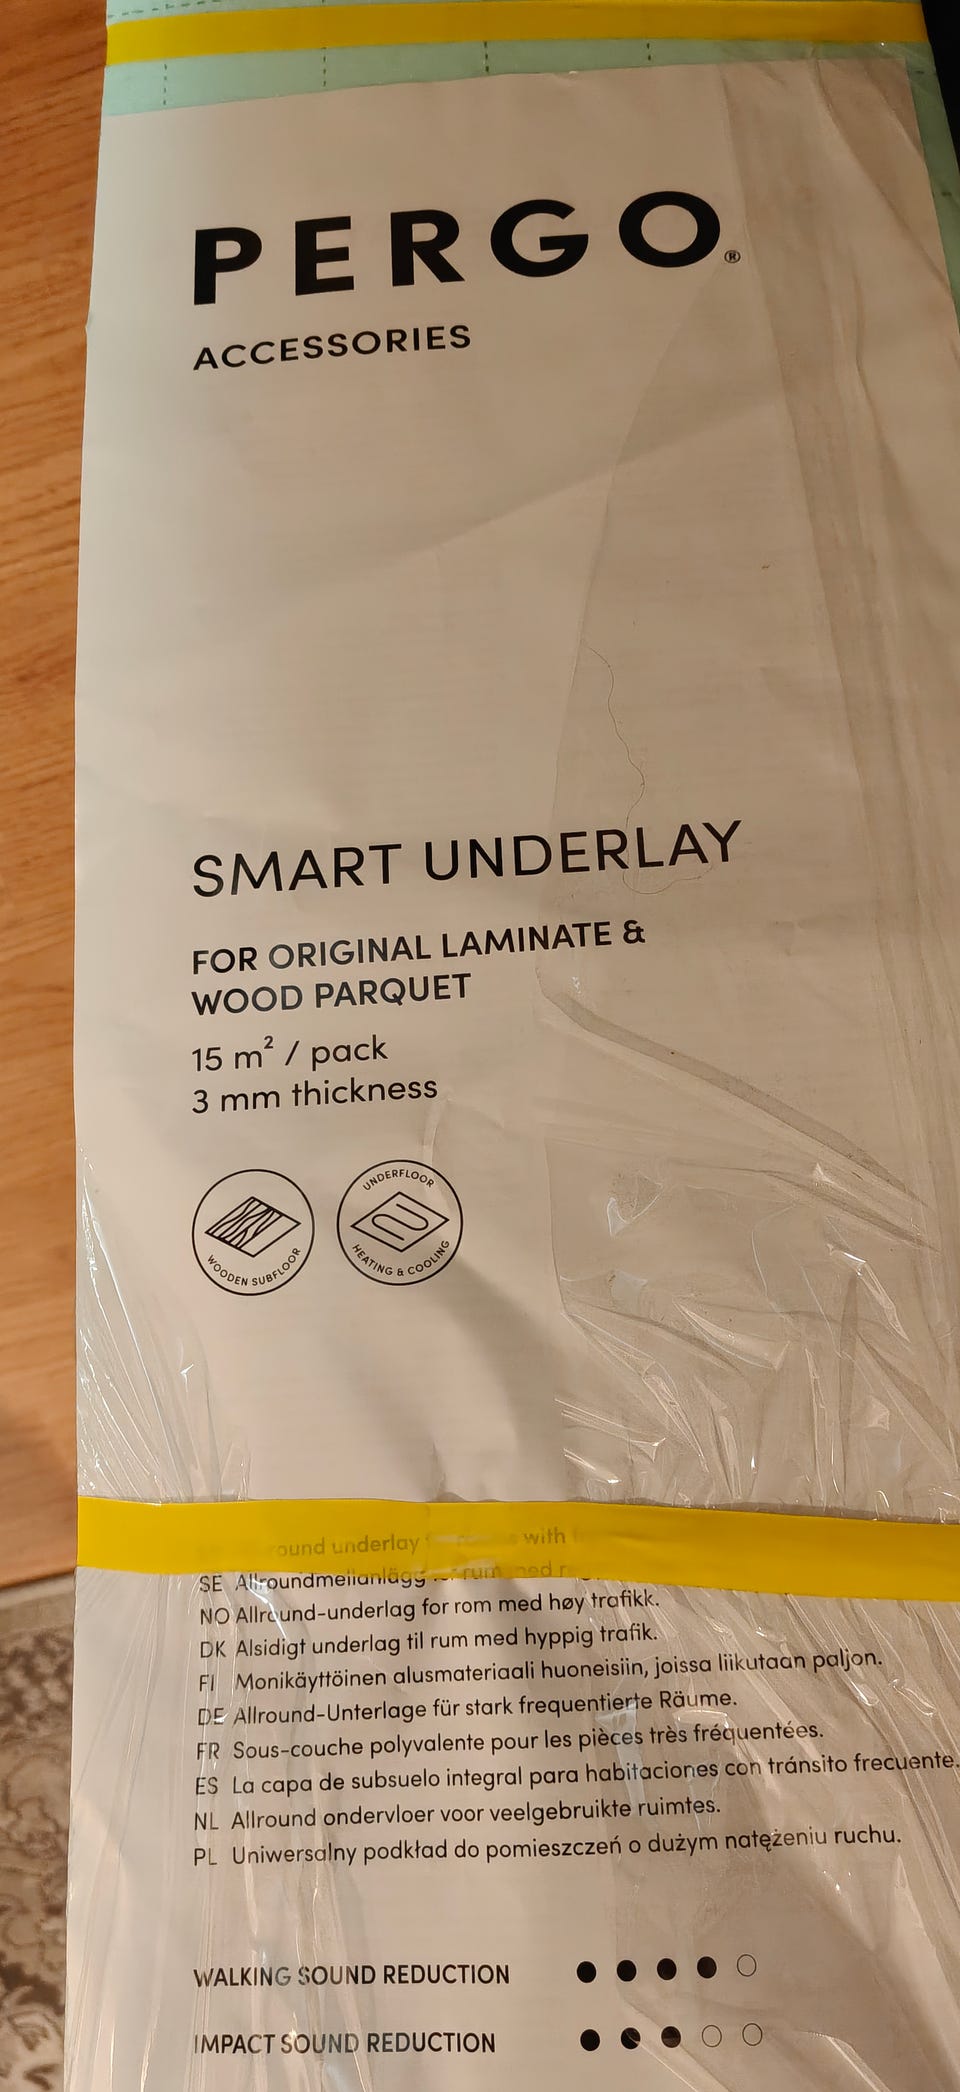 PERGO®
ACCESSORIES
SMART UNDERLAY
FOR ORIGINAL LAMINATE &
WOOD PARQUET
15 m² / pack
3 mm thickness
WOODEN SUBFLOOR
UNDERFLOOR
HEATING & COOLING
underlay with
SE Allroundmellanlägg rum med
NO Allround-underlag for rom med høy trafikk.
DK Alsidigt underlag til rum med hyppig trafik.
FI Monikäyttöinen alusmateriaali huoneisiin, joissa liikutaan paljon.
DE Allround-Unterlage für stark frequentierte Räume.
FR Sous-couche polyvalente pour les pièces très fréquentées.
ES La capa de subsuelo integral para habitaciones con tránsito frecuente.
NL Allround ondervloer voor veelgebruikte ruimtes.
PL Uniwersalny podkład do pomieszczeń o dużym natężeniu ruchu.
WALKING SOUND REDUCTION
IMPACT SOUND REDUCTION